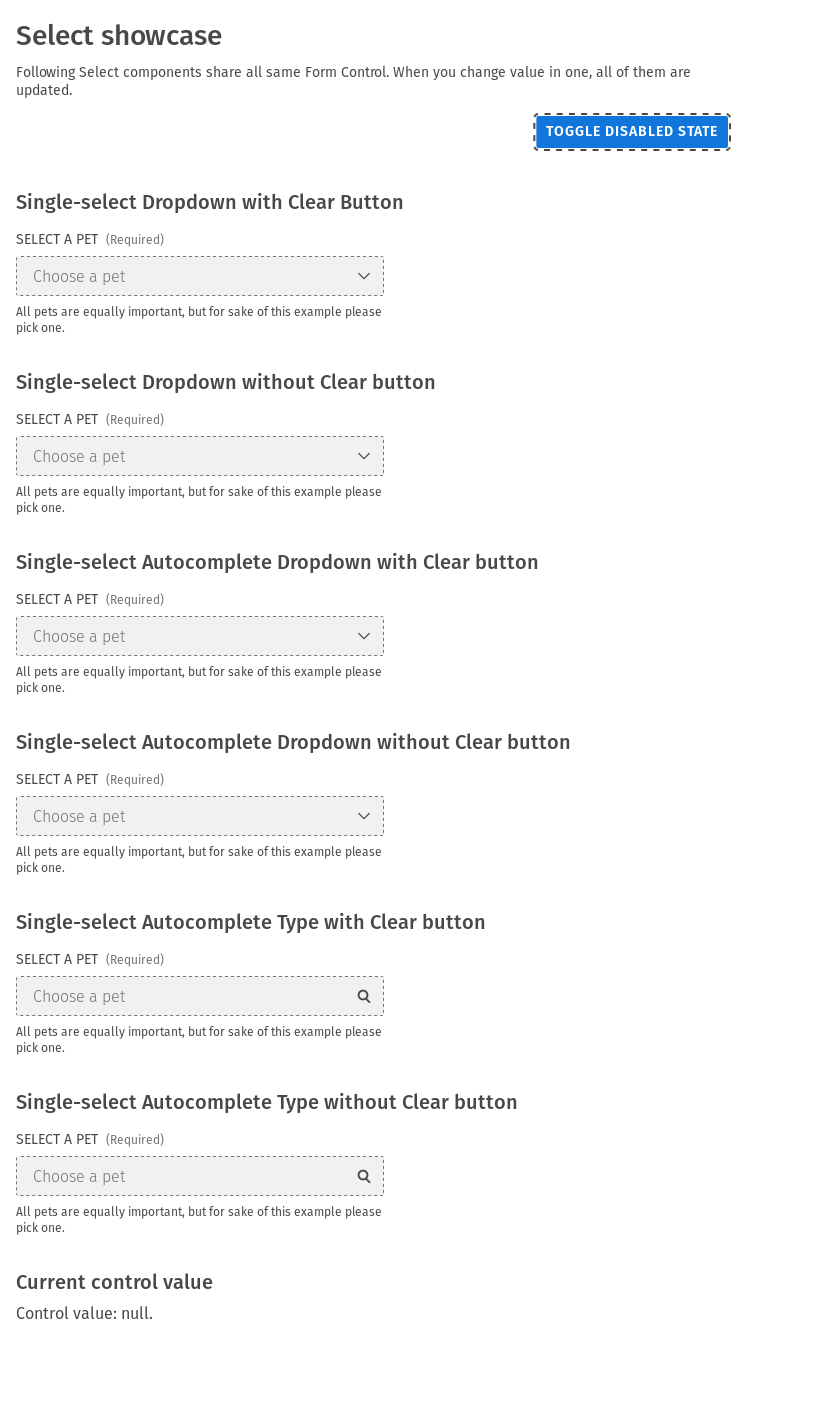 Select showcase
Following Select components share all same Form Control. When you change value in one, all of them are
updated.
TOGGLE DISABLED STATE
Single-select Dropdown with Clear Button
SELECT A PET (Required)
Choose a pet
All pets are equally important, but for sake of this example please
pick one.
Single-select Dropdown without Clear button
SELECT A PET (Required)
Choose a pet
All pets are equally important, but for sake of this example please
pick one.
Single-select Autocomplete Dropdown with Clear button
SELECT A PET (Required)
Choose a pet
All pets are equally important, but for sake of this example please
pick one.
Single-select Autocomplete Dropdown without Clear button
SELECT A PET (Required)
Choose a pet
All pets are equally important, but for sake of this example please
pick one.
Single-select Autocomplete Type with Clear button
SELECT A PET (Required)
Choose a pet
All pets are equally important, but for sake of this example please
pick one.
Single-select Autocomplete Type without Clear button
SELECT A PET (Required)
Choose a pet
All pets are equally important, but for sake of this example please
pick one.
Current control value
Control value: null.